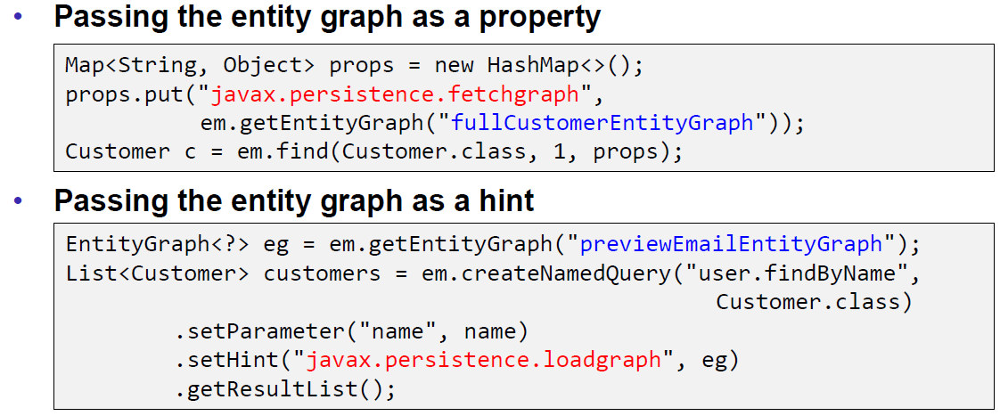 • Passing the entity graph as a property
Map<String, Object> props = new HashMap<>();
props.put("javax.persistence.fetchgraph",
em.getEntityGraph("fullCustomerEntityGraph"));
Customer c = em.find(Customer.class, 1, props);
• Passing the entity graph as a hint
EntityGraph<?> eg = em.getEntityGraph("previewEmailEntityGraph");
List<Customer> customers = em.createNamedQuery("user.findByName",
Customer.class)
.setParameter("name", name)
.setHint("javax.persistence.loadgraph", eg)
.getResultList();